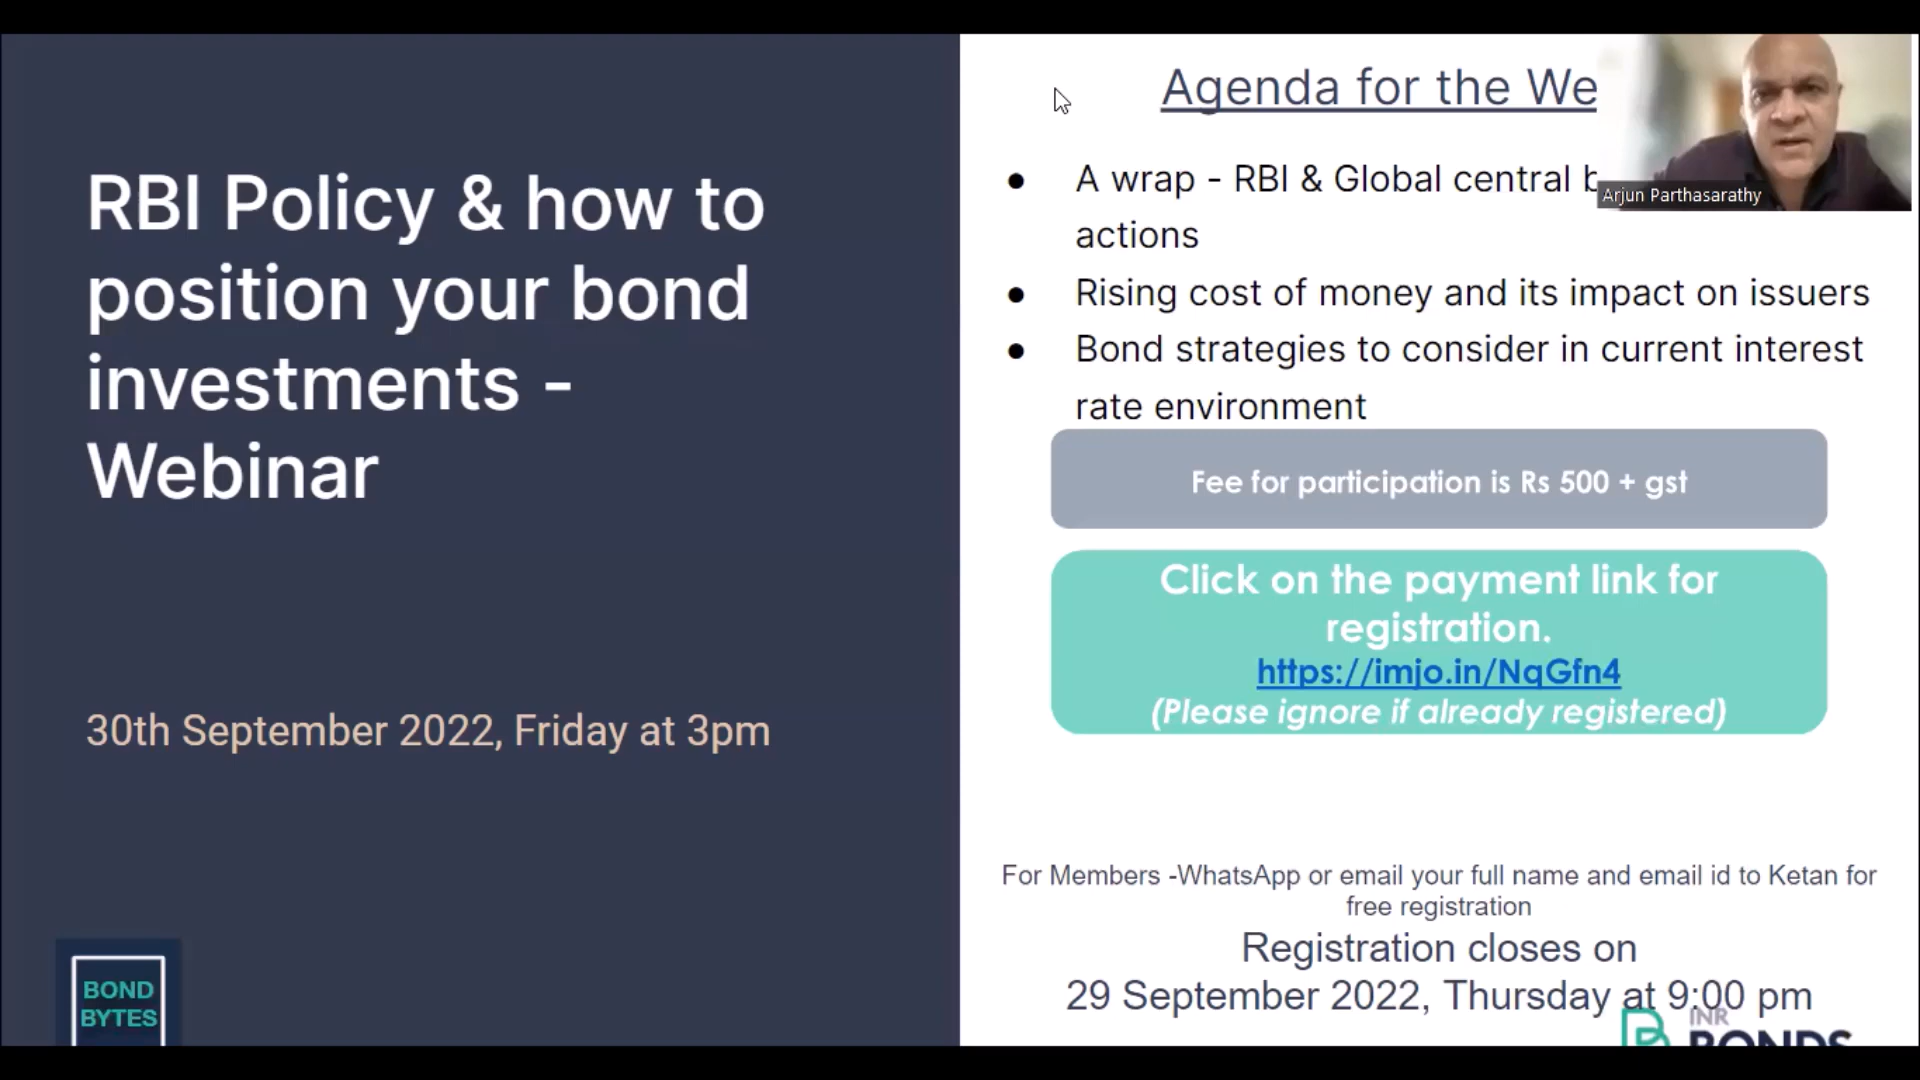 RBI Policy & how to
position your bond
investments -
Webinar
30th September 2022, Friday at 3pm
BOND
BYTES
Agenda for the We
A wrap - RBI & Global central b
actions
Rising cost of money and its impact on issuers
Bond strategies to consider in current interest
rate environment
Arjun Parthasarathy
Fee for participation is Rs 500 + gst
Click on the payment link for
registration.
https://imjo.in/NqGfn4
(Please ignore if already registered)
For Members -WhatsApp or email your full name and email id to Ketan for
free registration
Registration closes on
29 September 2022, Thursday at 9:00 pm
INR
BONDS